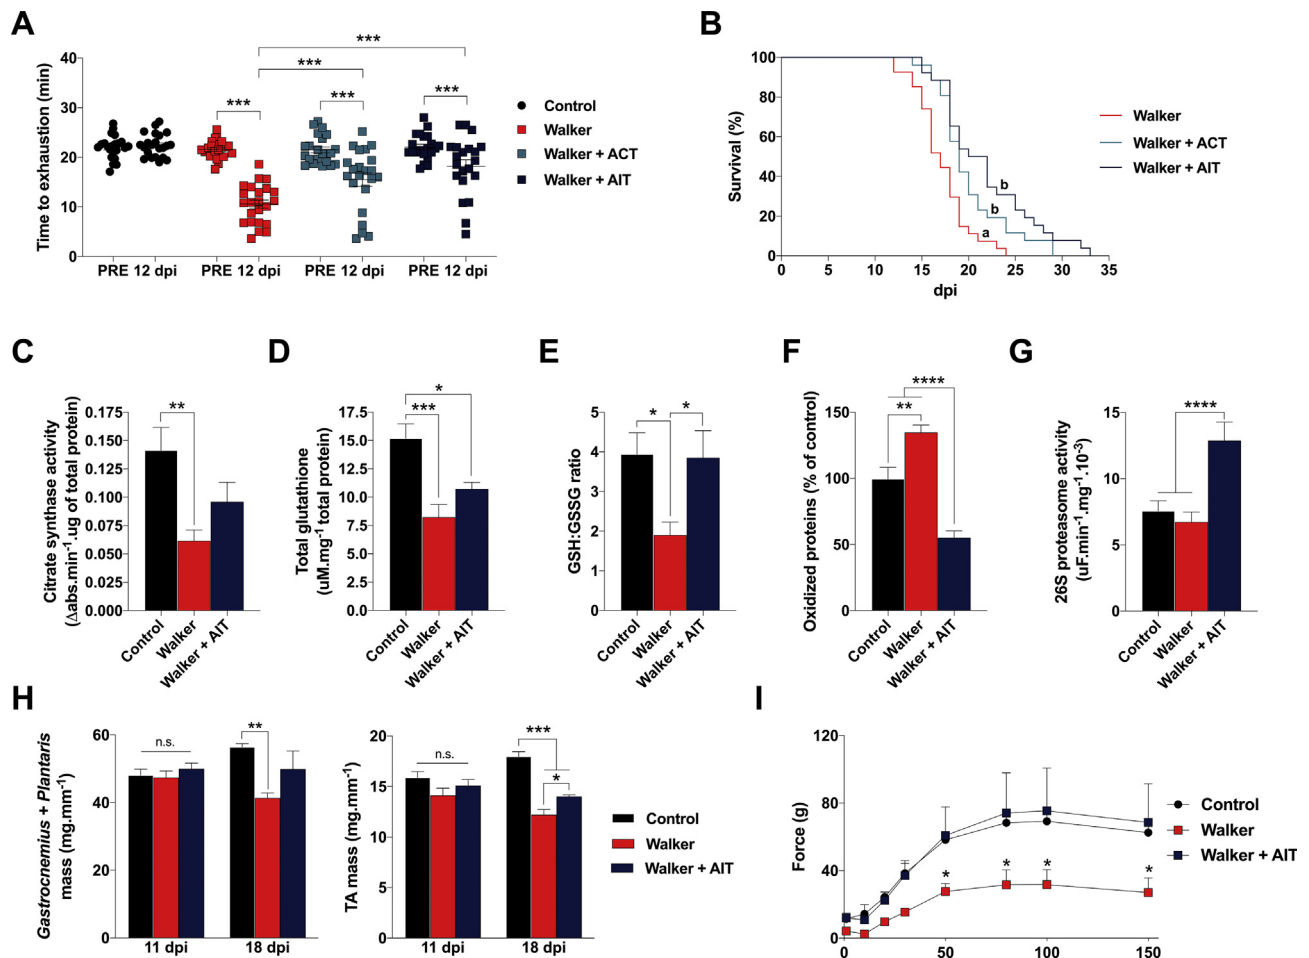 A
Time to exhaustion (min)
40
30
20
10
0
***
***
***
***
***
PRE 12 dpi
PRE 12 dpi
PRE 12 dpi
PRE 12 dpi
Control
Walker
Walker + ACT
Walker + AIT
B
Survival (%)
100
80
60
40
20
0
0 5 10 15 20 25 30 35
dpi
a
b
b
Walker
Walker + ACT
Walker + AIT
C
Citrate synthase activity
(Δabs.min⁻¹.ug of total protein)
0.175
0.150
0.125
0.100
0.075
0.050
0.025
0.000
**
Control
Walker
Walker + AIT
D
Total glutathione
(uM.mg⁻¹ total protein)
17.5
15.0
12.5
10.0
7.5
5.0
2.5
0.0
*
***
Control
Walker
Walker + AIT
E
GSH:GSSG ratio
5
4
3
2
1
0
*
*
Control
Walker
Walker + AIT
F
Oxidized proteins (% of control)
150
100
50
0
****
**
Control
Walker
Walker + AIT
G
26S proteasome activity
(uF.min⁻¹.mg⁻¹.10⁻³)
15
10
5
0
****
Control
Walker
Walker + AIT
H
Gastrocnemius + Plantaris
mass (mg.mm⁻¹)
60
40
20
0
n.s.
**
11 dpi
18 dpi
TA mass (mg.mm⁻¹)
20
15
10
5
0
n.s.
***
*
11 dpi
18 dpi
Control
Walker
Walker + AIT
I
Force (g)
120
80
40
0
0 50 100 150
*
*
*
*
Control
Walker
Walker + AIT